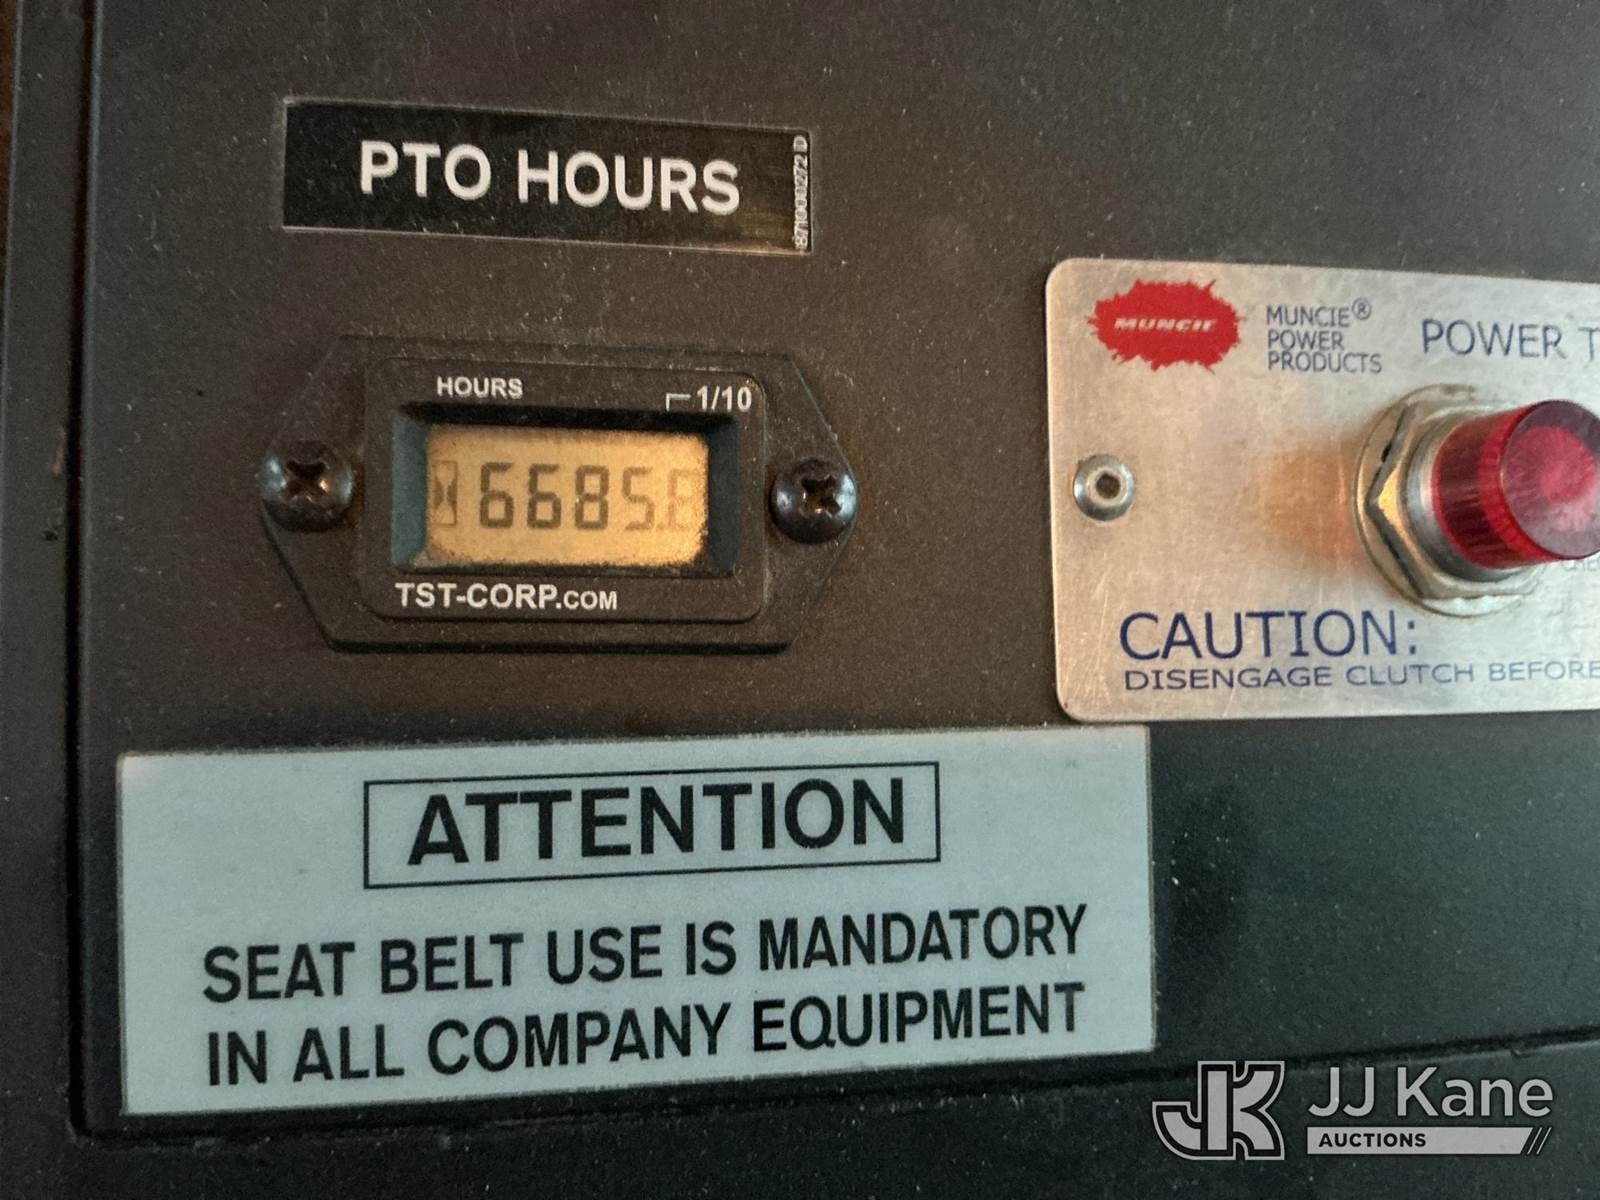 PTO HOURS
HOURS
1/10
6685
TST-CORP.COM
MUNCIE
MUNCIE®
POWER
PRODUCTS
POWER T
CAUTION:
DISENGAGE CLUTCH BEFORE
ATTENTION
SEAT BELT USE IS MANDATORY
IN ALL COMPANY EQUIPMENT
JK
JJ Kane
AUCTIONS